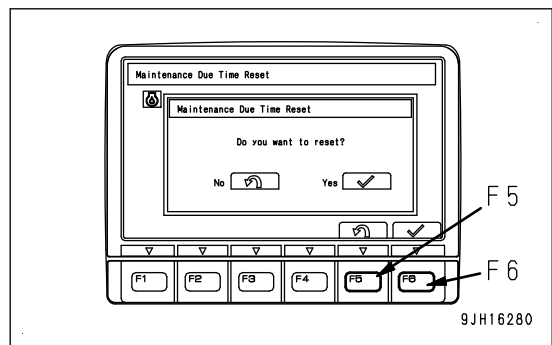 Maintenance Due Time Reset
Maintenance Due Time Reset
Do you want to reset?
No Yes
F5
F1 F2 F3 F4 F5 F6
F6
9JH16280